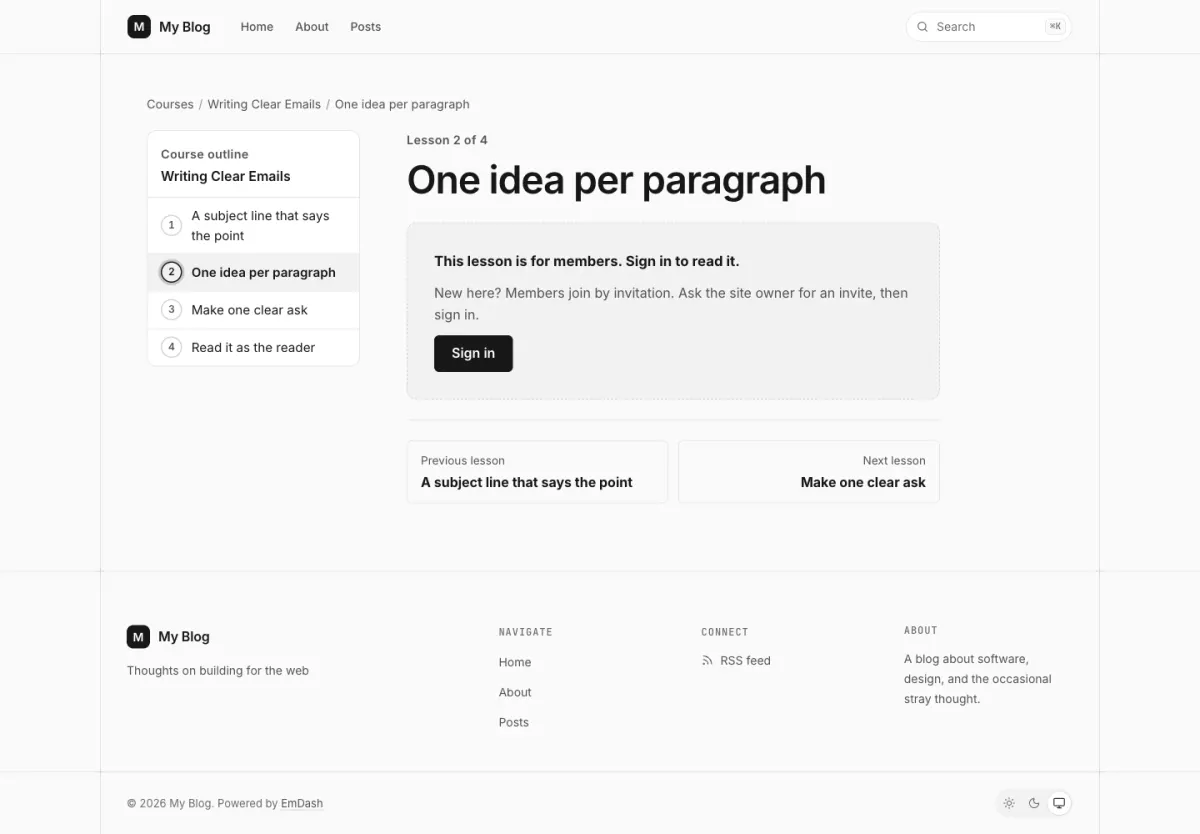 M My Blog Home About Posts Search ⌘K
Courses / Writing Clear Emails / One idea per paragraph
Course outline
Writing Clear Emails
1 A subject line that says
the point
2 One idea per paragraph
3 Make one clear ask
4 Read it as the reader
Lesson 2 of 4
One idea per paragraph
This lesson is for members. Sign in to read it.
New here? Members join by invitation. Ask the site owner for an invite, then
sign in.
Sign in
Previous lesson
A subject line that says the point
Next lesson
Make one clear ask
M My Blog
Thoughts on building for the web
NAVIGATE
Home
About
Posts
CONNECT
RSS feed
ABOUT
A blog about software,
design, and the occasional
stray thought.
© 2026 My Blog. Powered by EmDash